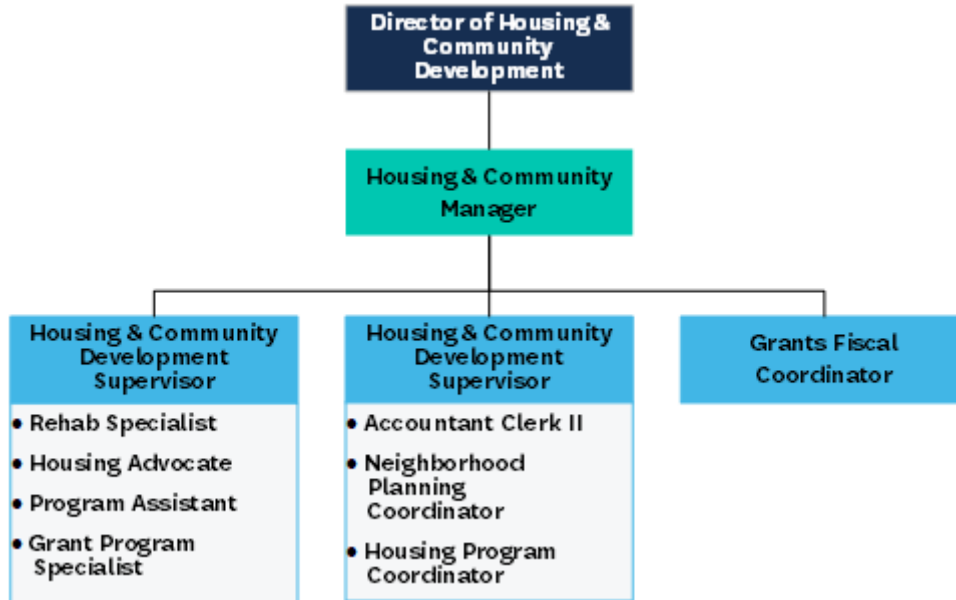 Director of Housing &
Community
Development
Housing & Community
Manager
Housing & Community
Development
Supervisor
• Rehab Specialist
• Housing Advocate
• Program Assistant
• Grant Program
Specialist
Housing & Community
Development
Supervisor
• Accountant Clerk II
• Neighborhood
Planning
Coordinator
• Housing Program
Coordinator
Grants Fiscal
Coordinator